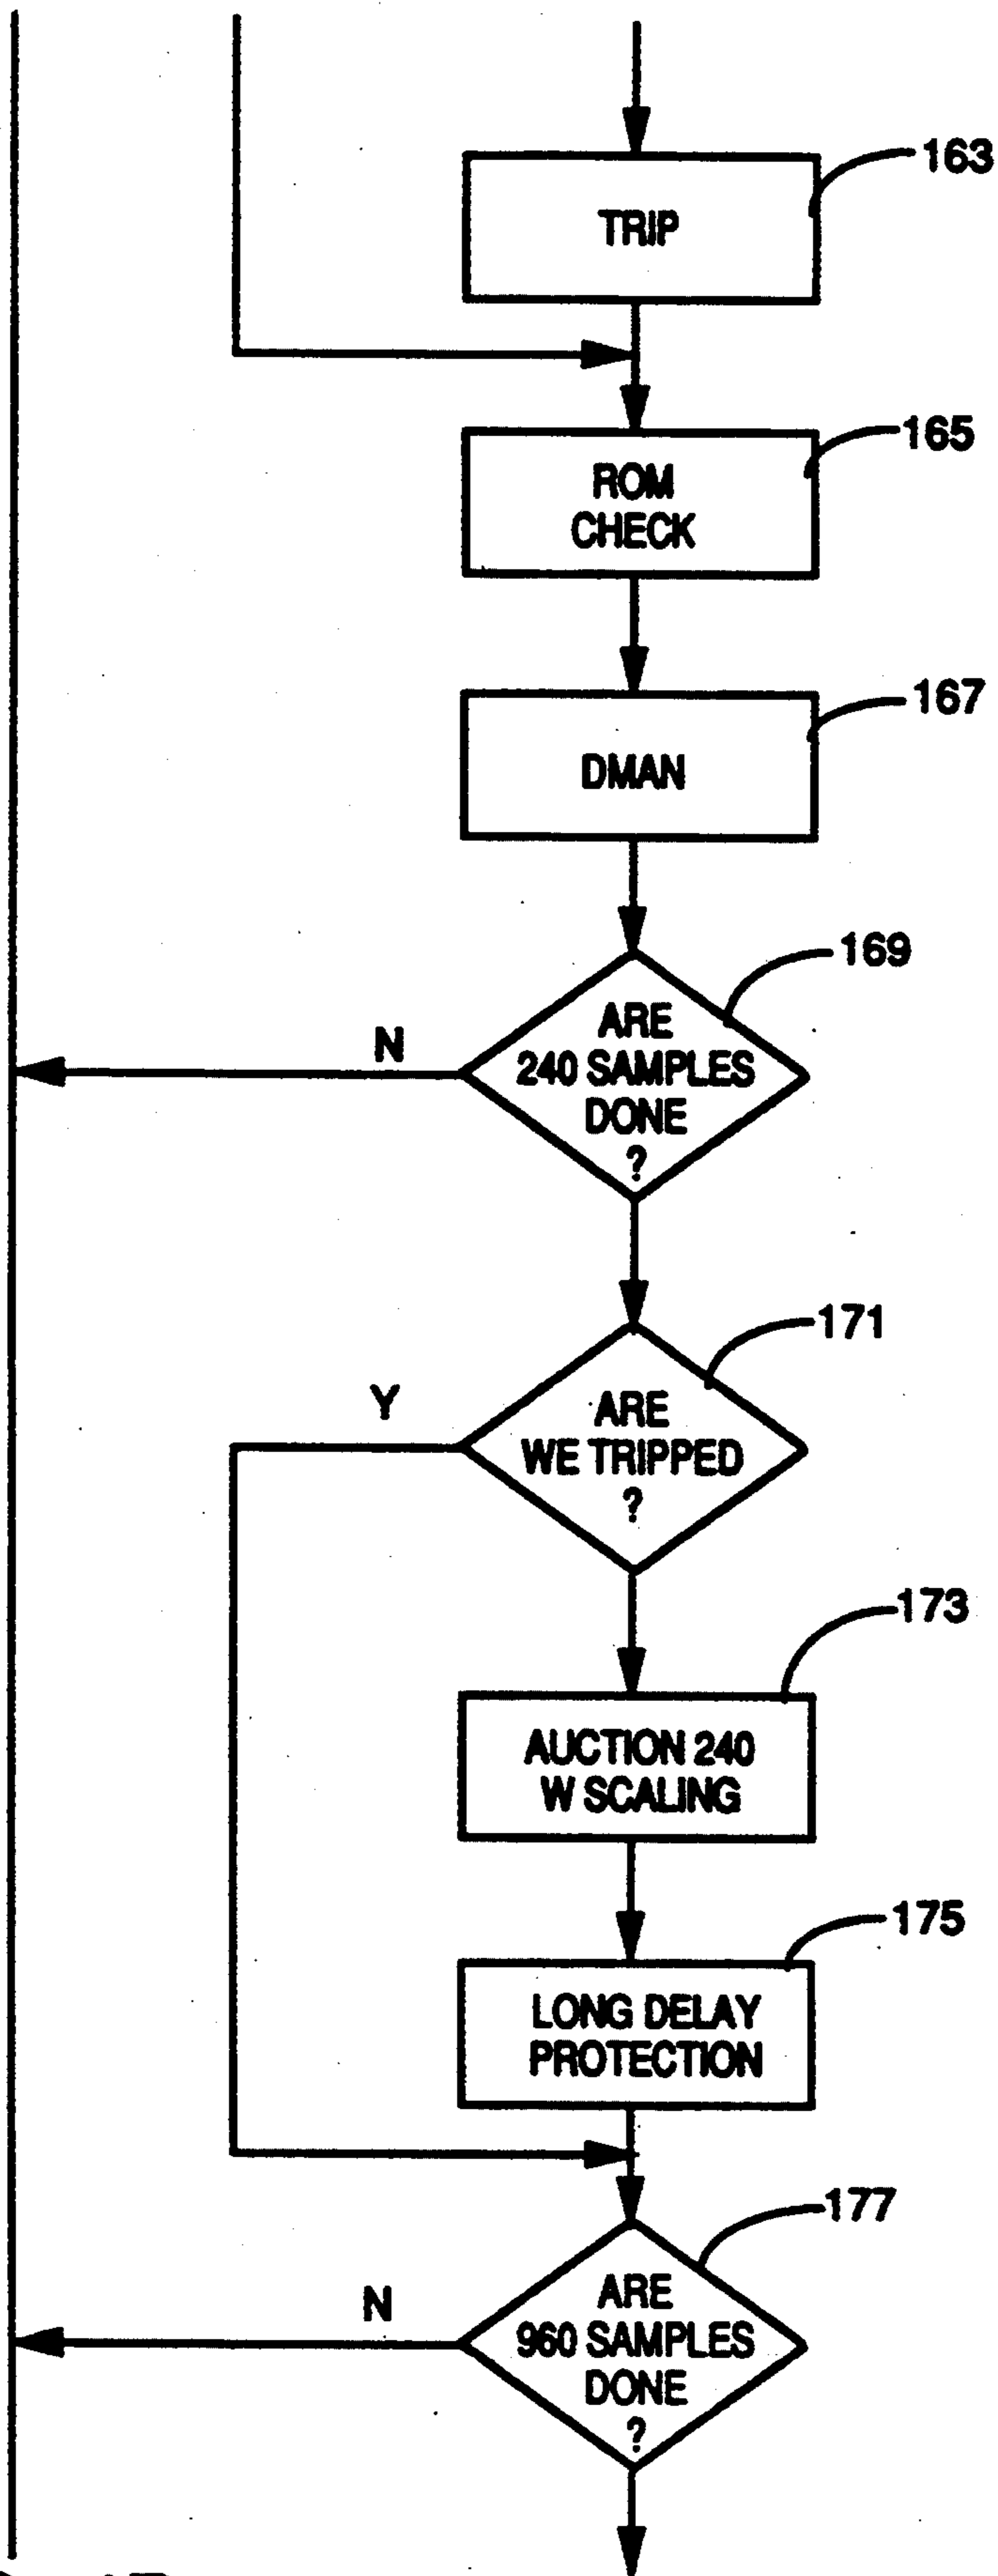 163
TRIP
165
ROM
CHECK
167
DMAN
169
ARE
240 SAMPLES
DONE
?
N
171
ARE
WE TRIPPED
?
Y
173
AUCTION 240
W SCALING
175
LONG DELAY
PROTECTION
177
ARE
960 SAMPLES
DONE
?
N